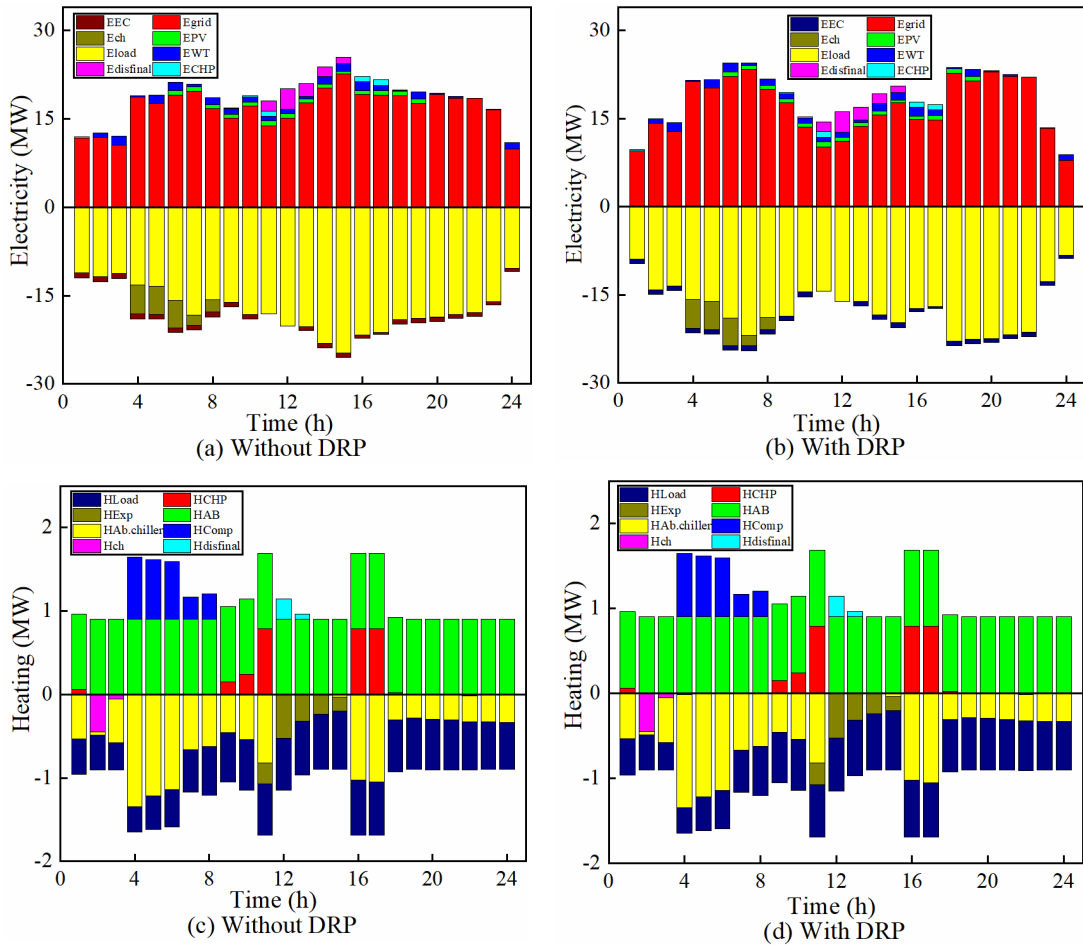 30
15
0
-15
-30
Electricity (MW)
EEC
Ech
Eload
Edisfinal
Egrid
EPV
EWT
ECHP
0
4
8
12
16
20
24
Time (h)
(a) Without DRP
30
15
0
-15
-30
Electricity (MW)
EEC
Ech
Eload
Edisfinal
Egrid
EPV
EWT
ECHP
0
4
8
12
16
20
24
Time (h)
(b) With DRP
2
1
0
-1
-2
Heating (MW)
HLoad
HExp
HAb.chiller
Hch
HCHP
HAB
HComp
Hdisfinal
0
4
8
12
16
20
24
Time (h)
(c) Without DRP
2
1
0
-1
-2
Heating (MW)
HLoad
HExp
HAb.chiller
Hch
HCHP
HAB
HComp
Hdisfinal
0
4
8
12
16
20
24
Time (h)
(d) With DRP